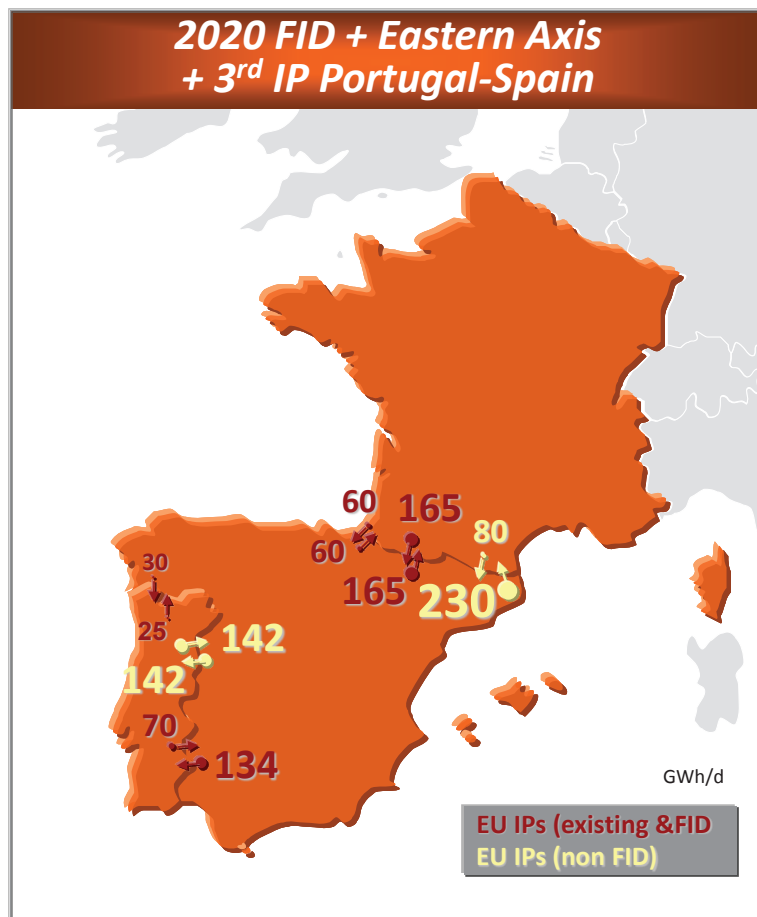 2020 FID + Eastern Axis
+ 3rd IP Portugal-Spain
60
165
80
60
165
230
30
25
142
142
70
134
GWh/d
EU IPs (existing &FID
EU IPs (non FID)